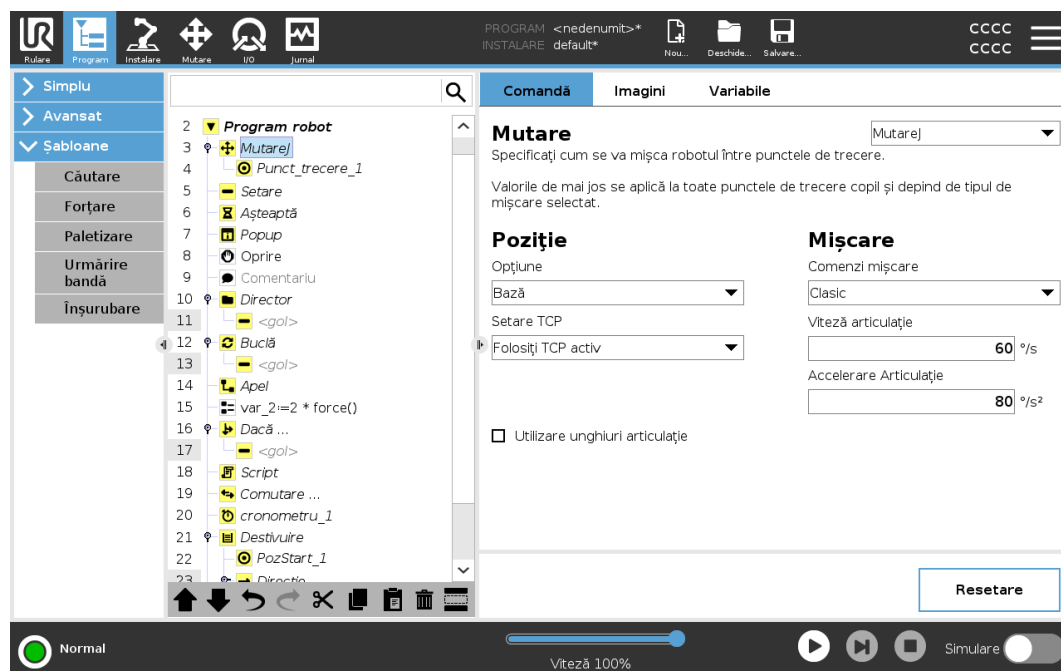 UR
Rulare
Program
Instalare
Mutare
I/O
Jurnal
PROGRAM <nedenumit>*
INSTALARE default*
Nou...
Deschide...
Salvare...
CCCC
CCCC
Simplu
Avansat
Șabloane
Căutare
Forțare
Paletizare
Urmărire
bandă
Înșurubare
2 Program robot
3 MutareJ
4 Punct_trecere_1
5 Setare
6 Așteaptă
7 Popup
8 Oprire
9 Comentariu
10 Director
11 <gol>
12 Buclă
13 <gol>
14 Apel
15 var_2:=2 * force()
16 Dacă ...
17 <gol>
18 Script
19 Comutare ...
20 cronometru_1
21 Destivuire
22 PozStart_1
23 Direcție
Comandă
Imagini
Variabile
Mutare
MutareJ
Specificați cum se va mișca robotul între punctele de trecere.
Valorile de mai jos se aplică la toate punctele de trecere copil și depind de tipul de
mișcare selectat.
Poziţie
Opțiune
Bază
Setare TCP
Folosiți TCP activ
Utilizare unghiuri articulație
Mișcare
Comenzi mișcare
Clasic
Viteză articulație
60 °/s
Accelerare Articulație
80 °/s²
Resetare
Normal
Viteză 100%
Simulare